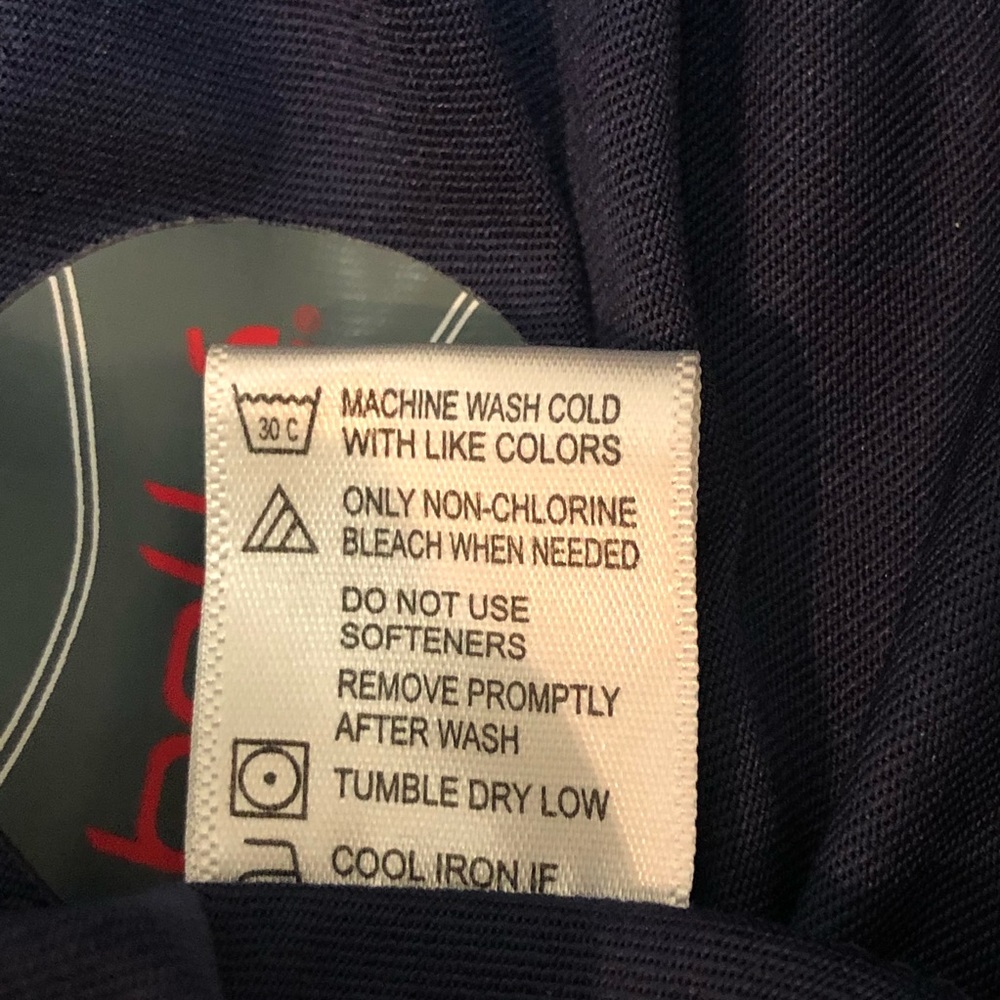 30 C MACHINE WASH COLD
WITH LIKE COLORS
ONLY NON-CHLORINE
BLEACH WHEN NEEDED
DO NOT USE
SOFTENERS
REMOVE PROMPTLY
AFTER WASH
TUMBLE DRY LOW
COOL IRON IF